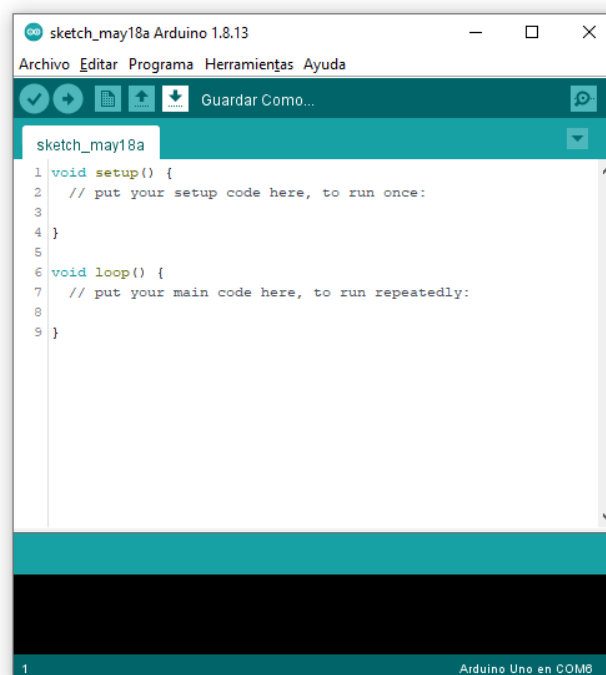 sketch_may18a Arduino 1.8.13
Archivo Editar Programa Herramientas Ayuda
Guardar Como...
sketch_may18a
1 void setup() {
2 // put your setup code here, to run once:
3
4 }
5
6 void loop() {
7 // put your main code here, to run repeatedly:
8
9 }
1 Arduino Uno en COM6